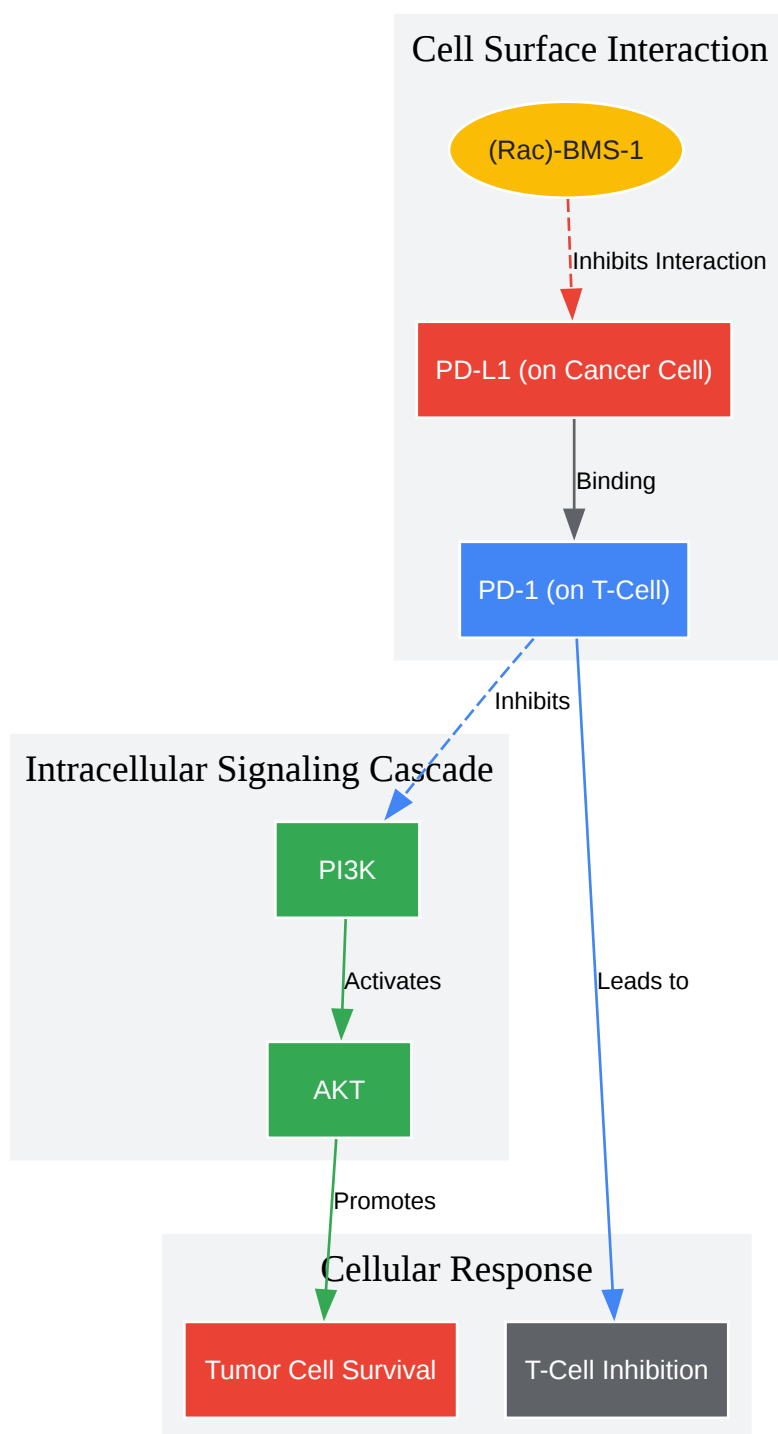 Cell Surface Interaction
(Rac)-BMS-1
Inhibits Interaction
PD-L1 (on Cancer Cell)
Binding
PD-1 (on T-Cell)
Inhibits
Intracellular Signaling Cascade
PI3K
Activates
Leads to
AKT
Promotes
Cellular Response
Tumor Cell Survival
T-Cell Inhibition